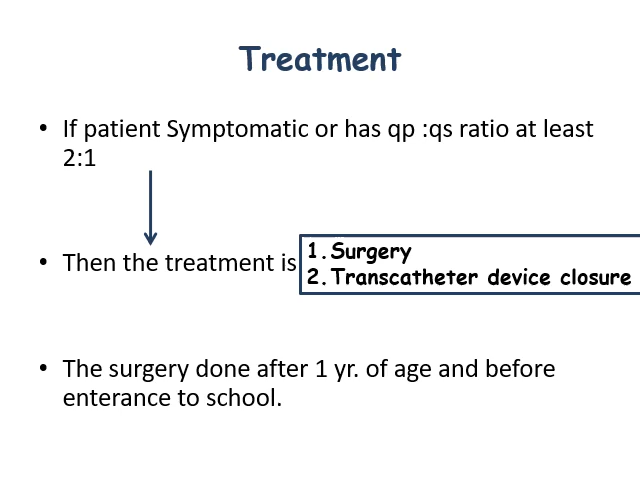 Treatment
• If patient Symptomatic or has qp :qs ratio at least
2:1
• Then the treatment is
1. Surgery
2. Transcatheter device closure
• The surgery done after 1 yr. of age and before
enterance to school.